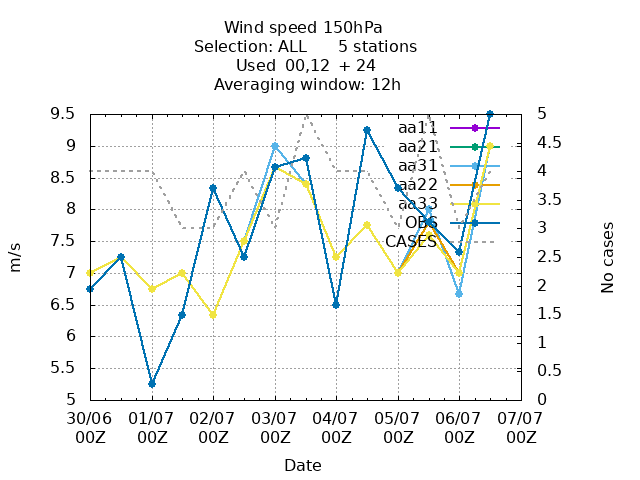 Wind speed 150hPa
Selection: ALL      5 stations
Used  00,12  + 24
Averaging window: 12h
9.5
9
8.5
8
7.5
7
6.5
6
5.5
5
m/s
5
4.5
4
3.5
3
2.5
2
1.5
1
0.5
0
No cases
aa11
aa21
aa31
aa22
aa33
OBS
CASES
30/06 01/07 02/07 03/07 04/07 05/07 06/07 07/07
00Z 00Z 00Z 00Z 00Z 00Z 00Z 00Z
Date